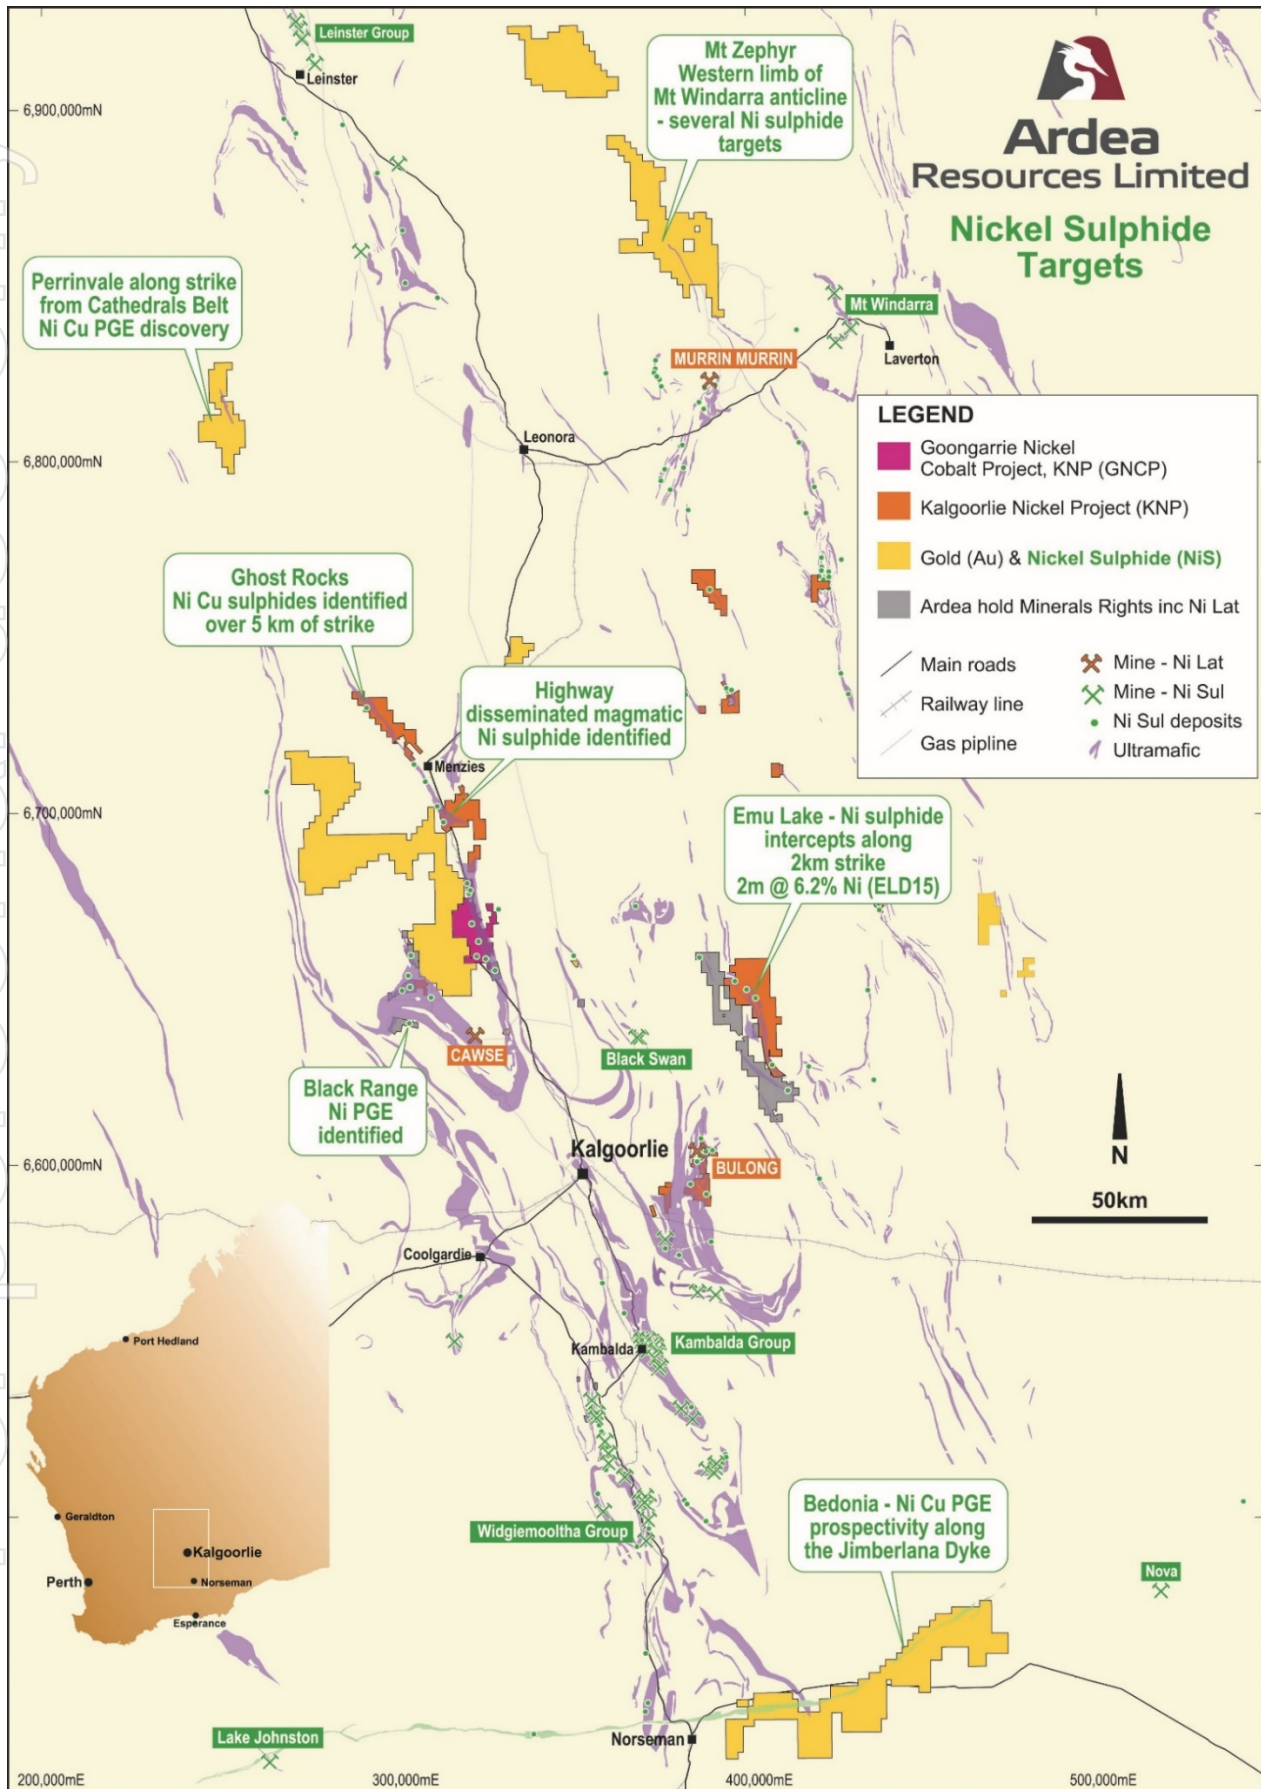 Leinster Group
Leinster
Mt Zephyr
Western limb of
Mt Windarra anticline
- several Ni sulphide
targets
Ardea
Resources Limited
Nickel Sulphide
Targets
6,900,000mN
Perrinvale along strike
from Cathedrals Belt
Ni Cu PGE discovery
Mt Windarra
Laverton
MURRIN MURRIN
Leonora
6,800,000mN
LEGEND
Goongarrie Nickel
Cobalt Project, KNP (GNCP)
Kalgoorlie Nickel Project (KNP)
Gold (Au) & Nickel Sulphide (NiS)
Ardea hold Minerals Rights inc Ni Lat
Main roads
Railway line
Gas pipline
Mine - Ni Lat
Mine - Ni Sul
Ni Sul deposits
Ultramafic
Ghost Rocks
Ni Cu sulphides identified
over 5 km of strike
Highway
disseminated magmatic
Ni sulphide identified
Menzies
6,700,000mN
Emu Lake - Ni sulphide
intercepts along
2km strike
2m @ 6.2% Ni (ELD15)
CAWSE
Black Swan
Black Range
Ni PGE
identified
Kalgoorlie
BULONG
6,600,000mN
N
50km
Coolgardie
Kambalda
Kambalda Group
Port Hedland
Geraldton
Kalgoorlie
Perth
Norseman
Esperance
Widgiemooltha Group
Bedonia - Ni Cu PGE
prospectivity along
the Jimberlana Dyke
Nova
Lake Johnston
Norseman
200,000mE
300,000mE
400,000mE
500,000mE